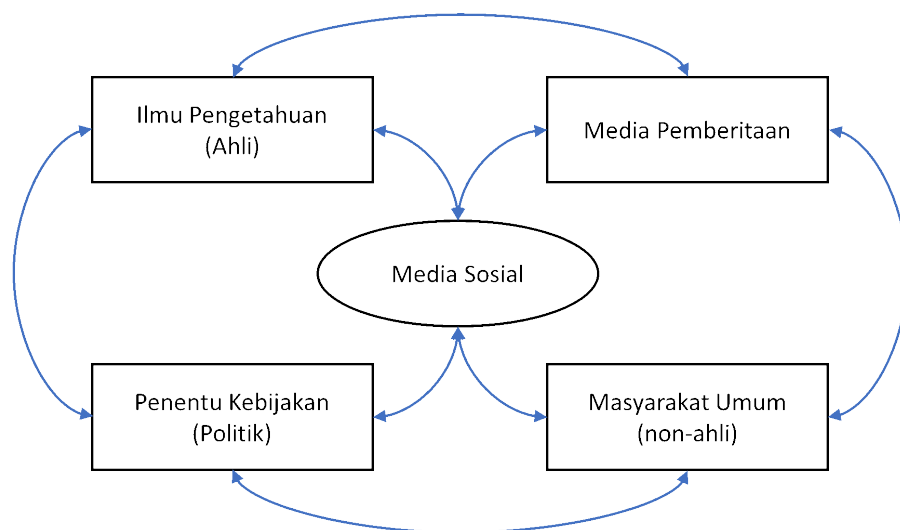 Ilmu Pengetahuan
(Ahli)
Media Pemberitaan
Media Sosial
Penentu Kebijakan
(Politik)
Masyarakat Umum
(non-ahli)